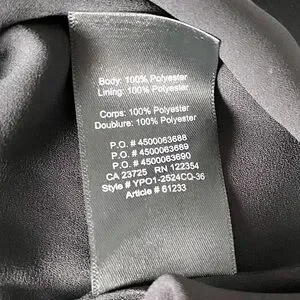 Body: 100% Polyester
Lining: 100% Polyester
Corps: 100% Polyester
Doublure: 100% Polyester
P.O. # 4500063688
P.O. # 4500063689
P.O. # 4500063690
CA 23725 RN 122354
Style # YPO1-2524CQ-36
Article # 61233